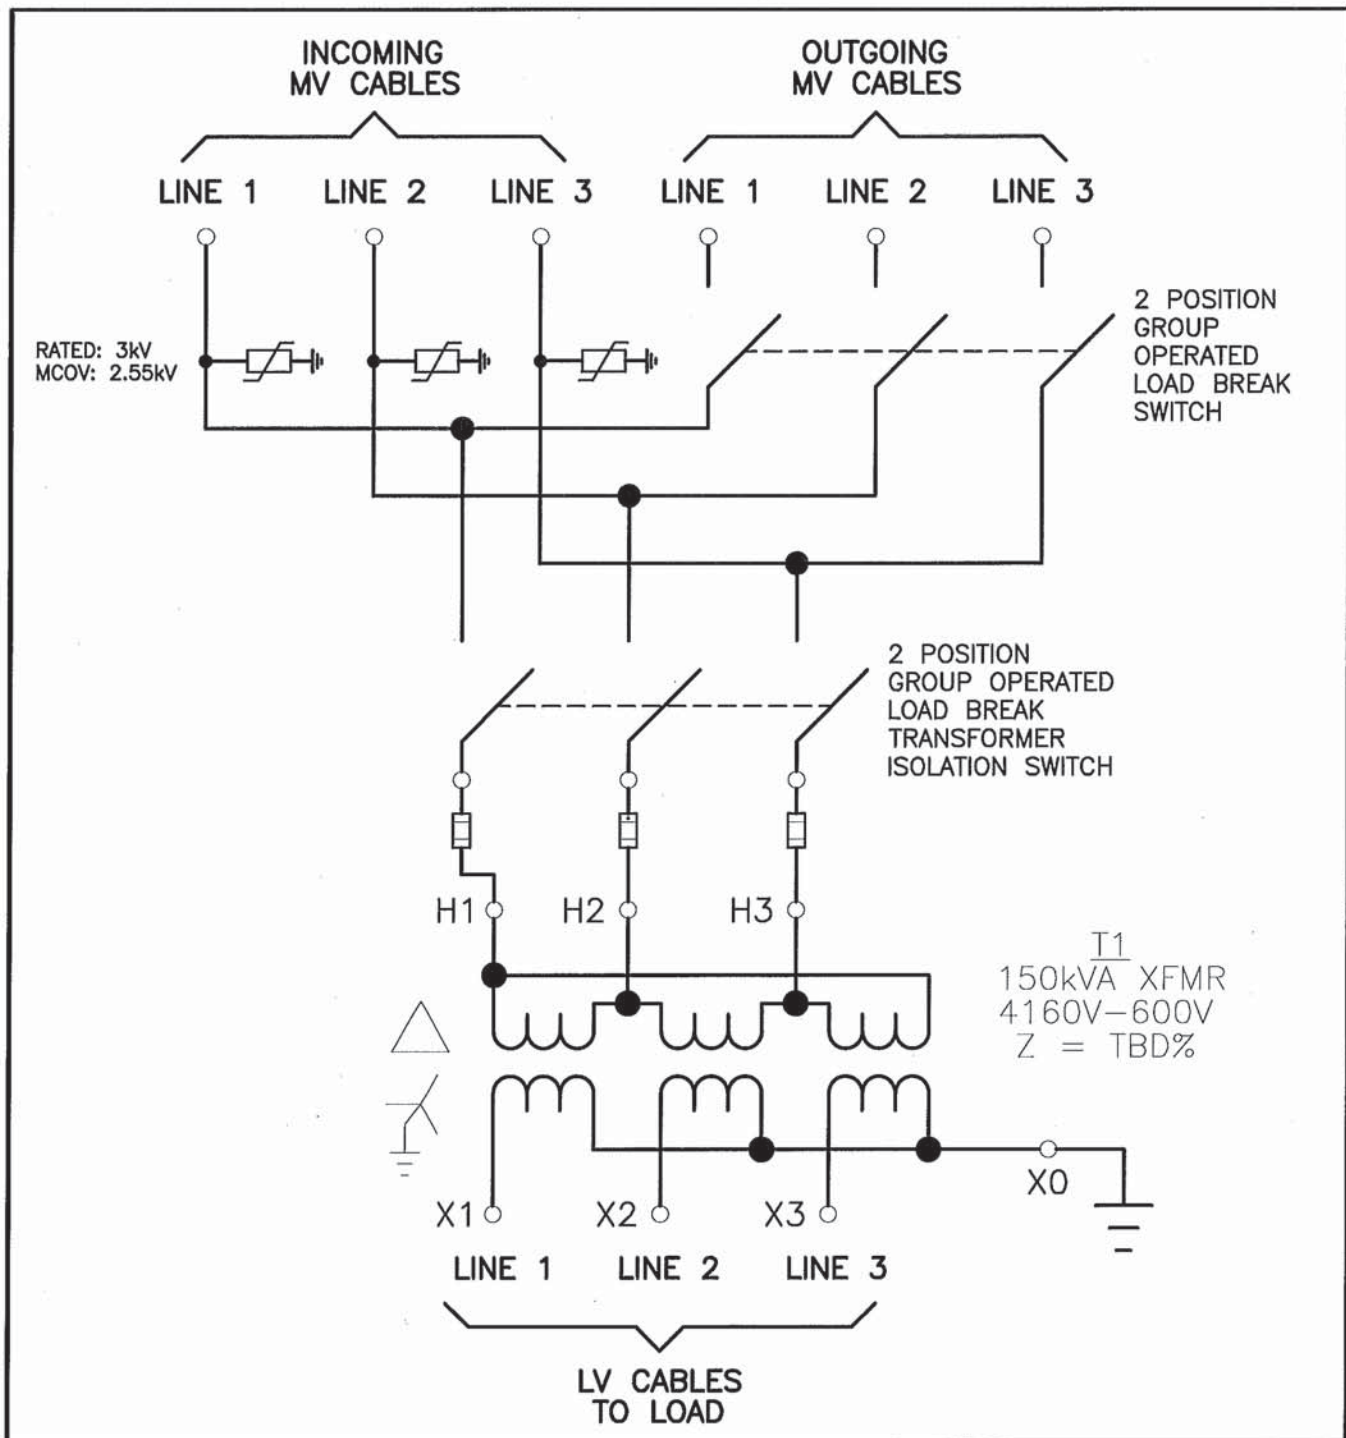 INCOMING
MV CABLES
OUTGOING
MV CABLES
LINE 1
LINE 2
LINE 3
LINE 1
LINE 2
LINE 3
RATED: 3kV
MCOV: 2.55kV
2 POSITION
GROUP
OPERATED
LOAD BREAK
SWITCH
2 POSITION
GROUP OPERATED
LOAD BREAK
TRANSFORMER
ISOLATION SWITCH
H1
H2
H3
T1
150kVA XFMR
4160V-600V
Z = TBD%
X0
X1
X2
X3
LINE 1
LINE 2
LINE 3
LV CABLES
TO LOAD